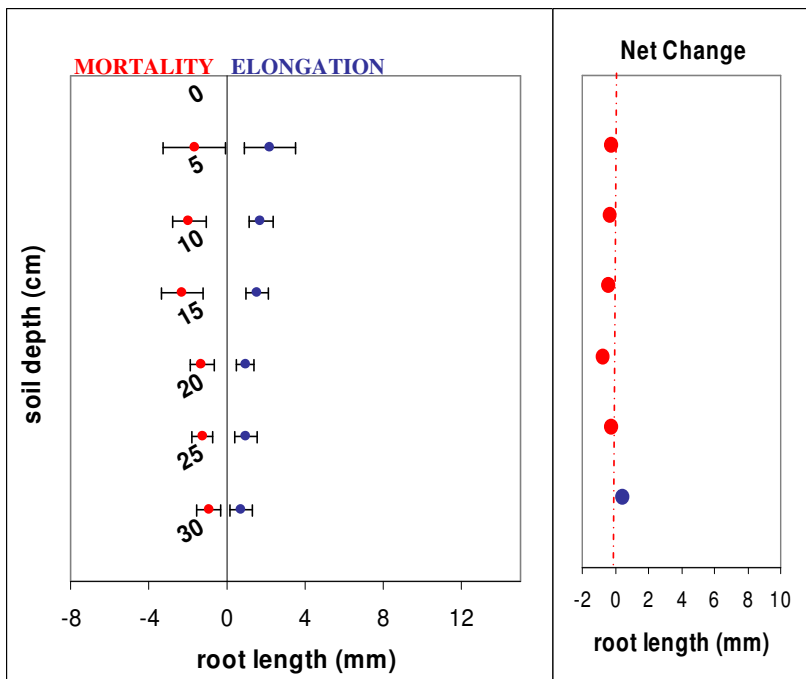 MORTALITY ELONGATION
0
5
10
15
20
25
30
soil depth (cm)
-8 -4 0 4 8 12
root length (mm)
Net Change
-2 0 2 4 6 8 10
root length (mm)